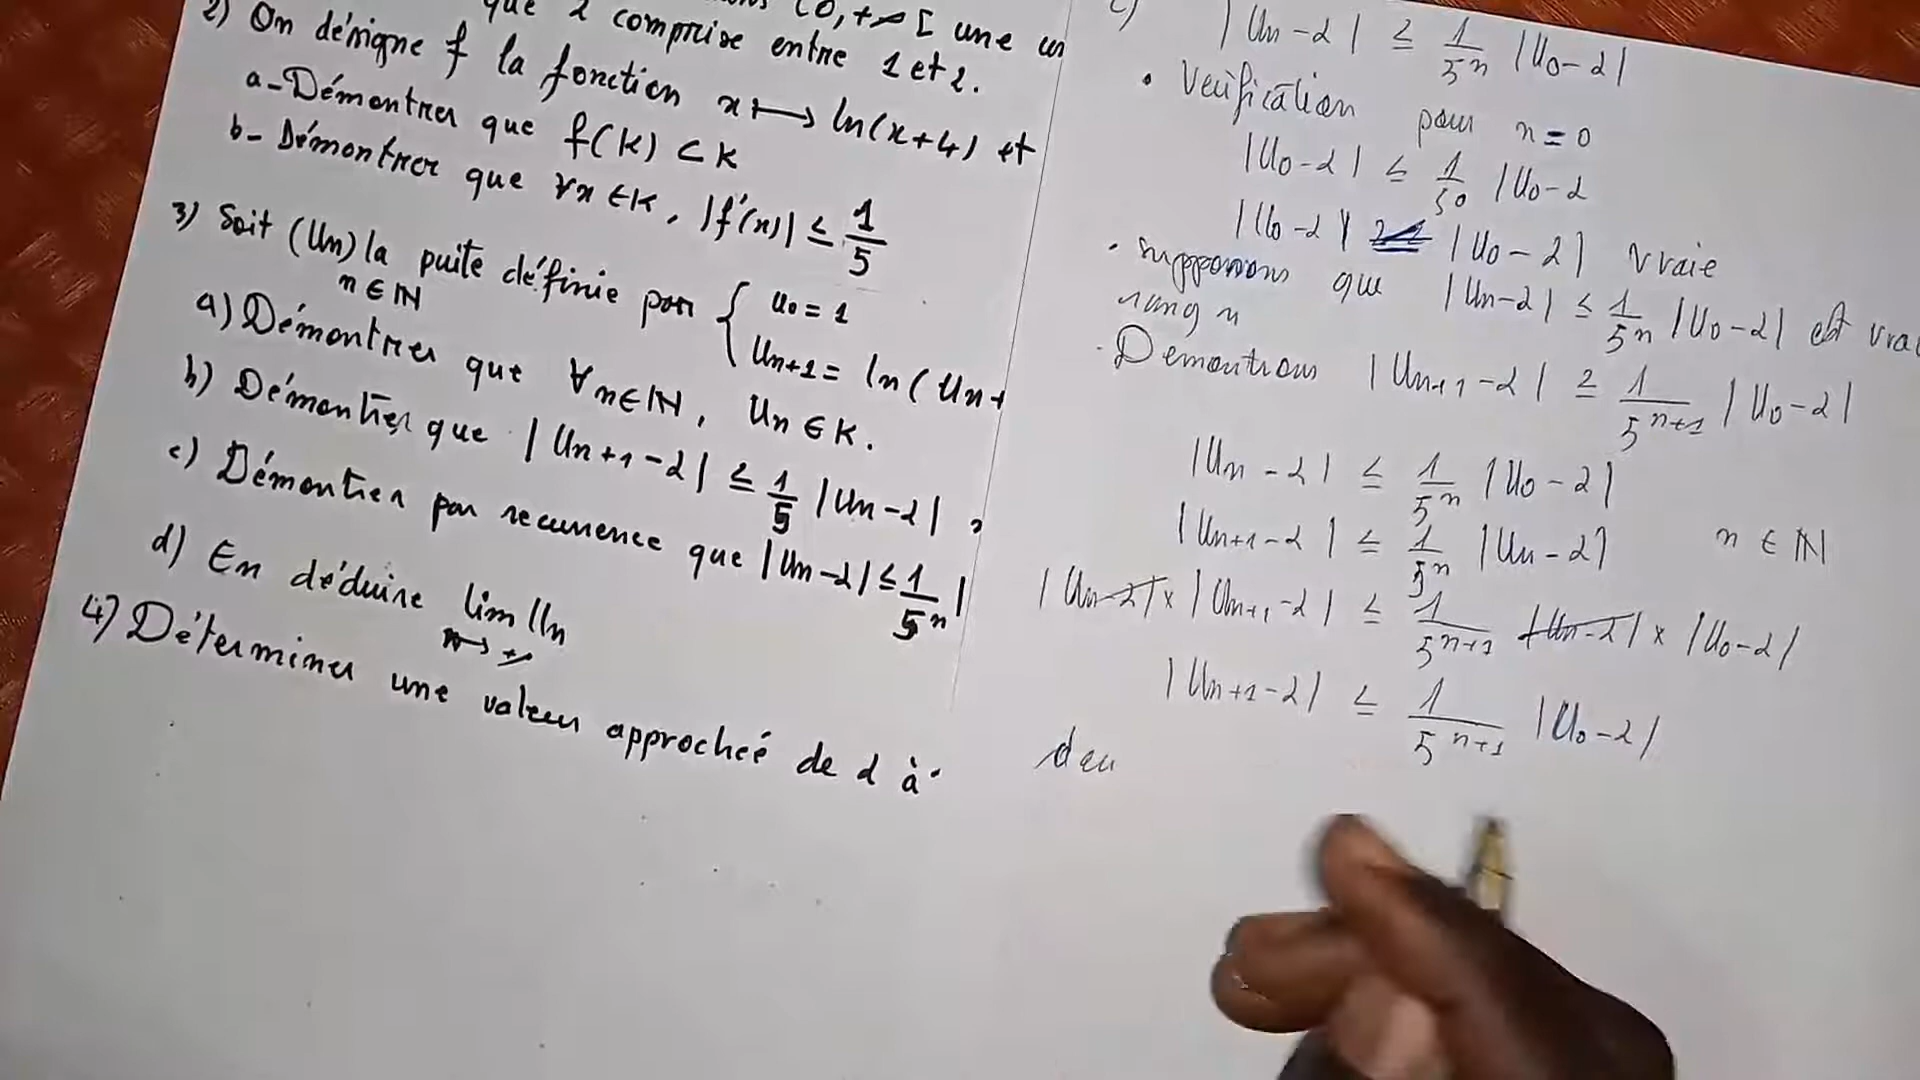 que α comprise entre 1 et 2.
2) On désigne f la fonction x ⟼ ln(x+4) et
a- Démontrer que f(K) ⊂ K
b- Démontrer que ∀x ∈ K, |f'(x)| ≤ 1/5
3) Soit (Un) la suite définie par { u₀ = 1
n ∈ ℕ
Un+1 = ln(Un+
a) Démontrer que ∀n ∈ ℕ, Un ∈ K.
b) Démontrer que |Un+1 - α| ≤ 1/5 |Un - α|
c) Démontrer par recurrence que |Un - α| ≤ 1/5ⁿ |
d) En déduire lim Un
n → +∞
4) Déterminer une valeur approchée de α à
c) |Un - α| ≤ 1/5ⁿ |U0 - α|
• Verification pour n = 0
|U0 - α| ≤ 1/5⁰ |U0 - α
|U0 - α| |U0 - α| vraie
• supposons que |Un - α| ≤ 1/5ⁿ |U0 - α| est
rang n
- Demontrons |Un+1 - α| ≤ 1/5ⁿ⁺¹ |U0 - α|
|Un - α| ≤ 1/5ⁿ |U0 - α|
|Un+1 - α| ≤ 1/5ⁿ |Un - α| n ∈ ℕ
|Un - α| × |Un+1 - α| ≤ 1/5ⁿ⁺¹ |Un - α| × |U0 - α|
|Un+1 - α| ≤ 1/5ⁿ⁺¹ |U0 - α|